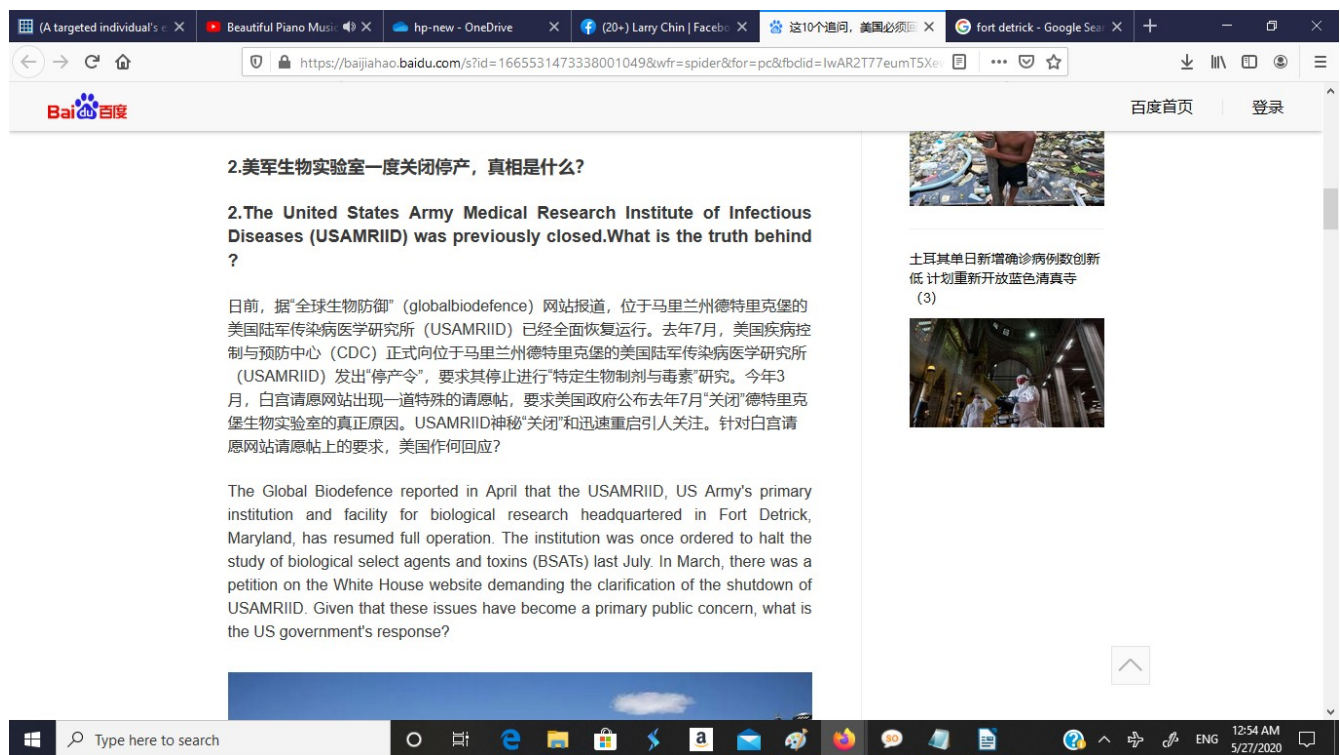 (A targeted individual's e
Beautiful Piano Music
hp-new - OneDrive
(20+) Larry Chin | Facebo
这10个追问，美国必须回
fort detrick - Google Sear
https://baijiahao.baidu.com/s?id=1665531473338001049&wfr=spider&for=pc&fbclid=IwAR2T77eumT5Xe
Baidu百度
百度首页
登录
2.美军生物实验室一度关闭停产，真相是什么？
2.The United States Army Medical Research Institute of Infectious
Diseases (USAMRIID) was previously closed.What is the truth behind
?
日前，据“全球生物防御”（globalbiodefence）网站报道，位于马里兰州德特里克堡的
美国陆军传染病医学研究所（USAMRIID）已经全面恢复运行。去年7月，美国疾病控
制与预防中心（CDC）正式向位于马里兰州德特里克堡的美国陆军传染病医学研究所
（USAMRIID）发出“停产令”，要求其停止进行“特定生物制剂与毒素”研究。今年3
月，白宫请愿网站出现一道特殊的请愿帖，要求美国政府公布去年7月“关闭”德特里克
堡生物实验室的真正原因。USAMRIID神秘“关闭”和迅速重启引人关注。针对白宫请
愿网站请愿帖上的要求，美国作何回应？
The Global Biodefence reported in April that the USAMRIID, US Army's primary
institution and facility for biological research headquartered in Fort Detrick,
Maryland, has resumed full operation. The institution was once ordered to halt the
study of biological select agents and toxins (BSATs) last July. In March, there was a
petition on the White House website demanding the clarification of the shutdown of
USAMRIID. Given that these issues have become a primary public concern, what is
the US government's response?
土耳其单日新增确诊病例数创新
低 计划重新开放蓝色清真寺
（3）
Type here to search
ENG
12:54 AM
5/27/2020